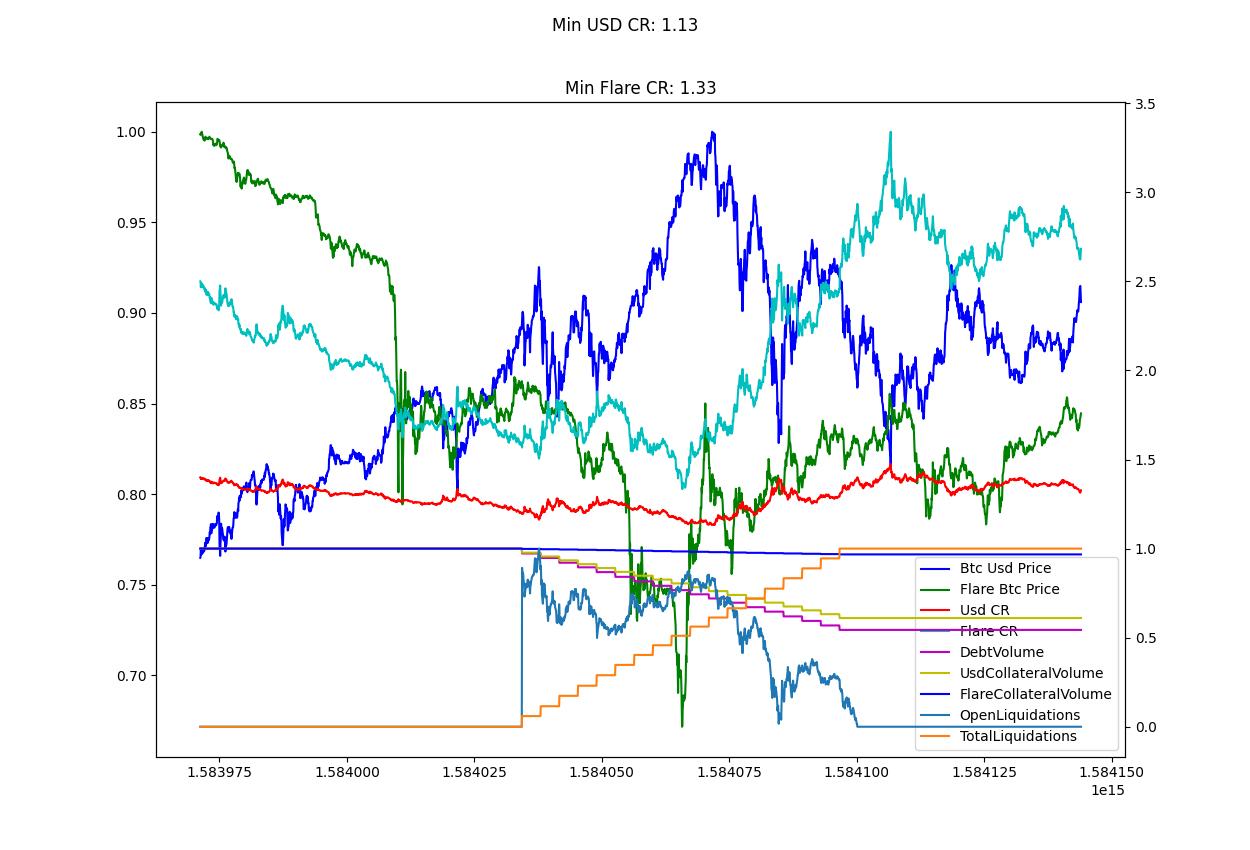 Min USD CR: 1.13
Min Flare CR: 1.33
1.00
0.95
0.90
0.85
0.80
0.75
0.70
3.5
3.0
2.5
2.0
1.5
1.0
0.5
0.0
Btc Usd Price
Flare Btc Price
Usd CR
Flare CR
DebtVolume
UsdCollateralVolume
FlareCollateralVolume
OpenLiquidations
TotalLiquidations
1.583975 1.584000 1.584025 1.584050 1.584075 1.584100 1.584125 1.584150
1e15